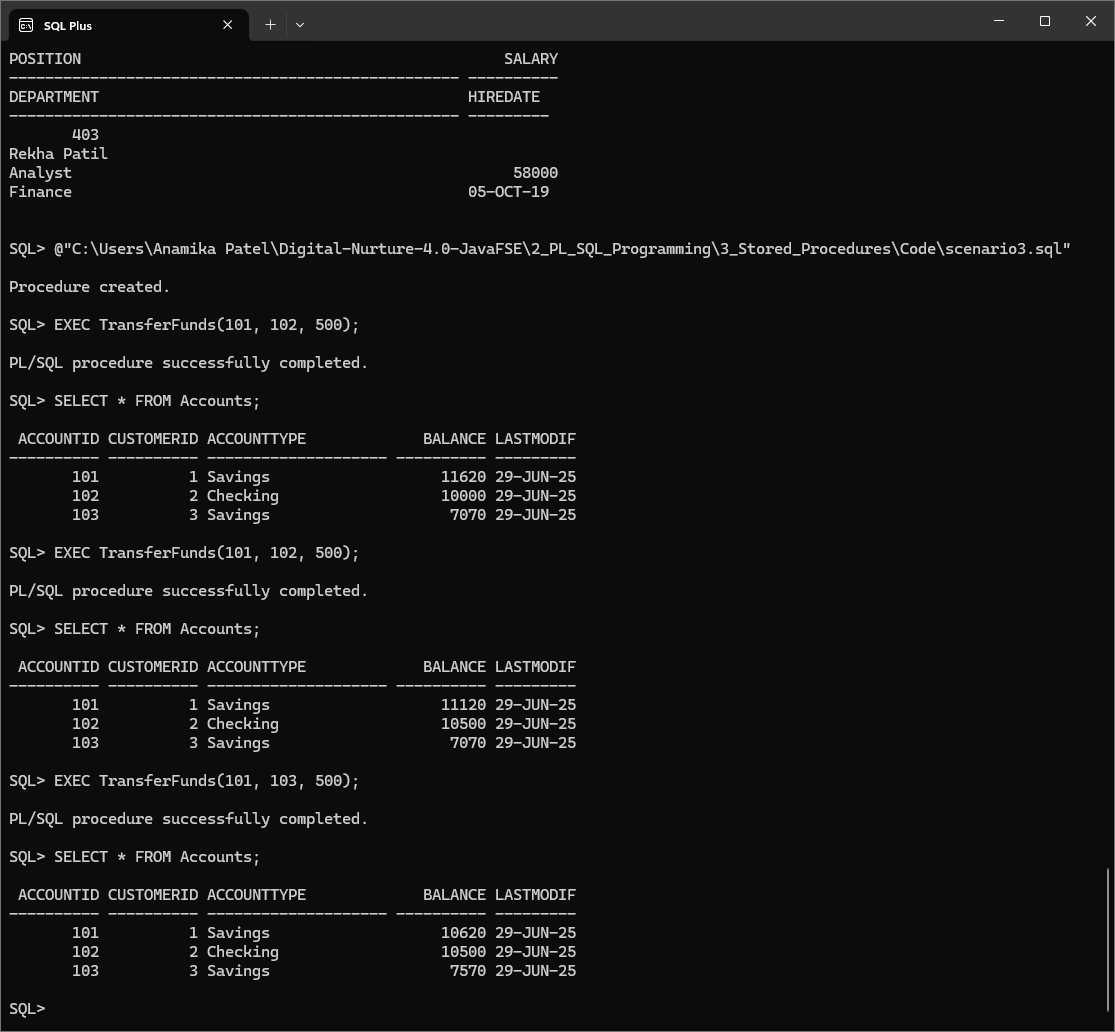 SQL Plus
POSITION                                               SALARY
-------------------------------------------------- ----------
DEPARTMENT                                         HIREDATE
-------------------------------------------------- ---------
       403
Rekha Patil
Analyst                                                 58000
Finance                                            05-OCT-19
SQL> @"C:\Users\Anamika Patel\Digital-Nurture-4.0-JavaFSE\2_PL_SQL_Programming\3_Stored_Procedures\Code\scenario3.sql"
Procedure created.
SQL> EXEC TransferFunds(101, 102, 500);
PL/SQL procedure successfully completed.
SQL> SELECT * FROM Accounts;
 ACCOUNTID CUSTOMERID ACCOUNTTYPE             BALANCE LASTMODIF
---------- ---------- -------------------- ---------- ---------
       101          1 Savings                   11620 29-JUN-25
       102          2 Checking                  10000 29-JUN-25
       103          3 Savings                    7070 29-JUN-25
SQL> EXEC TransferFunds(101, 102, 500);
PL/SQL procedure successfully completed.
SQL> SELECT * FROM Accounts;
 ACCOUNTID CUSTOMERID ACCOUNTTYPE             BALANCE LASTMODIF
---------- ---------- -------------------- ---------- ---------
       101          1 Savings                   11120 29-JUN-25
       102          2 Checking                  10500 29-JUN-25
       103          3 Savings                    7070 29-JUN-25
SQL> EXEC TransferFunds(101, 103, 500);
PL/SQL procedure successfully completed.
SQL> SELECT * FROM Accounts;
 ACCOUNTID CUSTOMERID ACCOUNTTYPE             BALANCE LASTMODIF
---------- ---------- -------------------- ---------- ---------
       101          1 Savings                   10620 29-JUN-25
       102          2 Checking                  10500 29-JUN-25
       103          3 Savings                    7570 29-JUN-25
SQL>